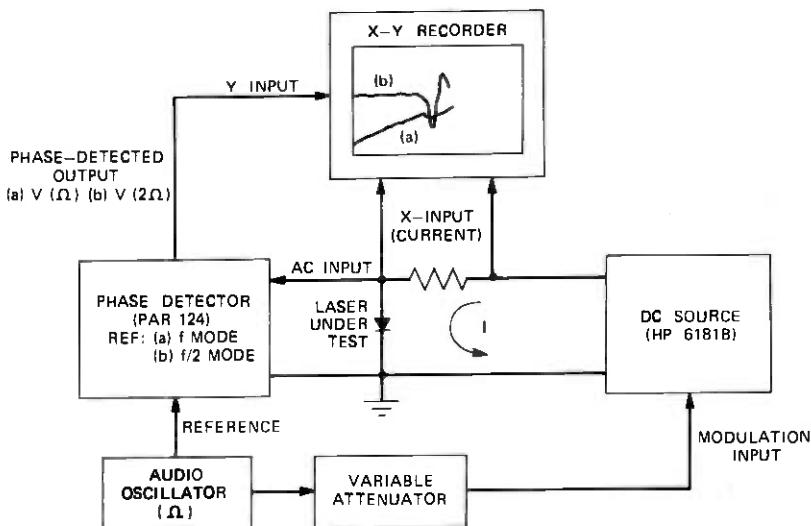 X-Y RECORDER
(b)
(a)
Y INPUT
PHASE-DETECTED
OUTPUT
(a) V (Ω) (b) V (2Ω)
X-INPUT
(CURRENT)
AC INPUT
PHASE DETECTOR
(PAR 124)
REF: (a) f MODE
(b) f/2 MODE
LASER
UNDER
TEST
I
DC SOURCE
(HP 6181B)
REFERENCE
MODULATION
INPUT
AUDIO
OSCILLATOR
(Ω)
VARIABLE
ATTENUATOR